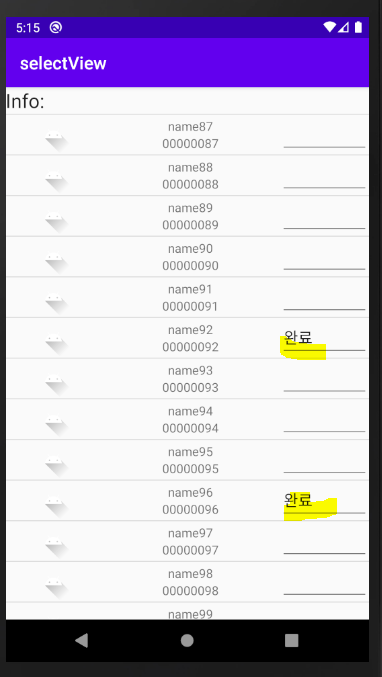 5:15
selectView
Info:
name87
00000087
name88
00000088
name89
00000089
name90
00000090
name91
00000091
name92
00000092
완료
name93
00000093
name94
00000094
name95
00000095
name96
00000096
완료
name97
00000097
name98
00000098
name99